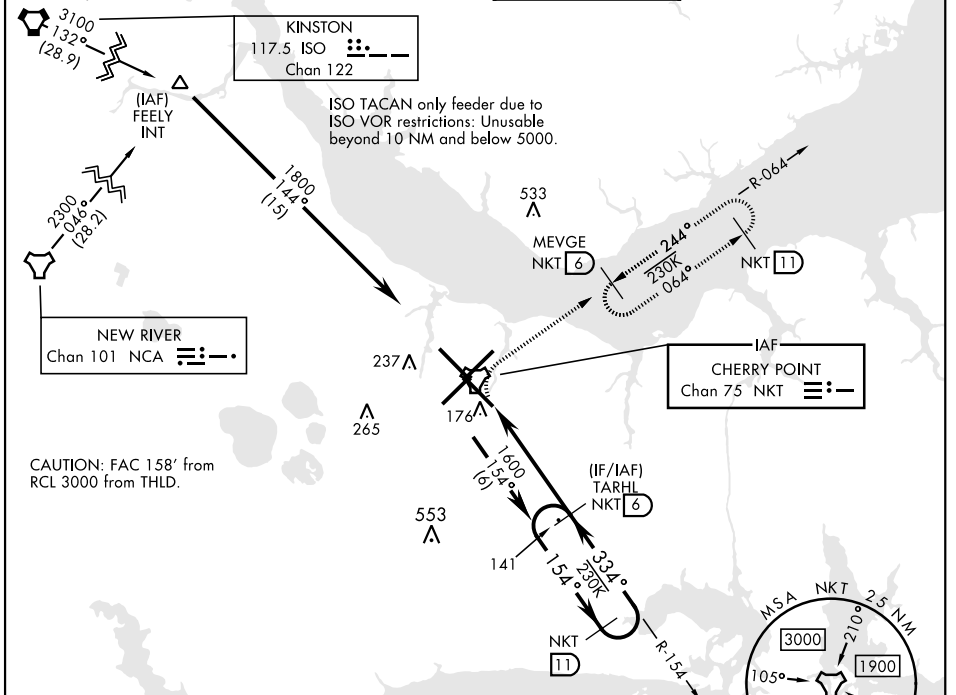 3100
132°
(28.9)
KINSTON
117.5 ISO
Chan 122
(IAF)
FEELY
INT
ISO TACAN only feeder due to
ISO VOR restrictions: Unusable
beyond 10 NM and below 5000.
1800
144°
(15)
2300
046°
(28.2)
NEW RIVER
Chan 101 NCA
533
R-064
MEVGE
NKT 6
244°
230K
064°
NKT 11
IAF
CHERRY POINT
Chan 75 NKT
237
265
176
CAUTION: FAC 158' from
RCL 3000 from THLD.
1600
154°
(6)
(IF/IAF)
TARHL
NKT 6
553
141
154°
334°
230K
NKT
11
R-154
MSA NKT 25 NM
3000
210°
1900
105°